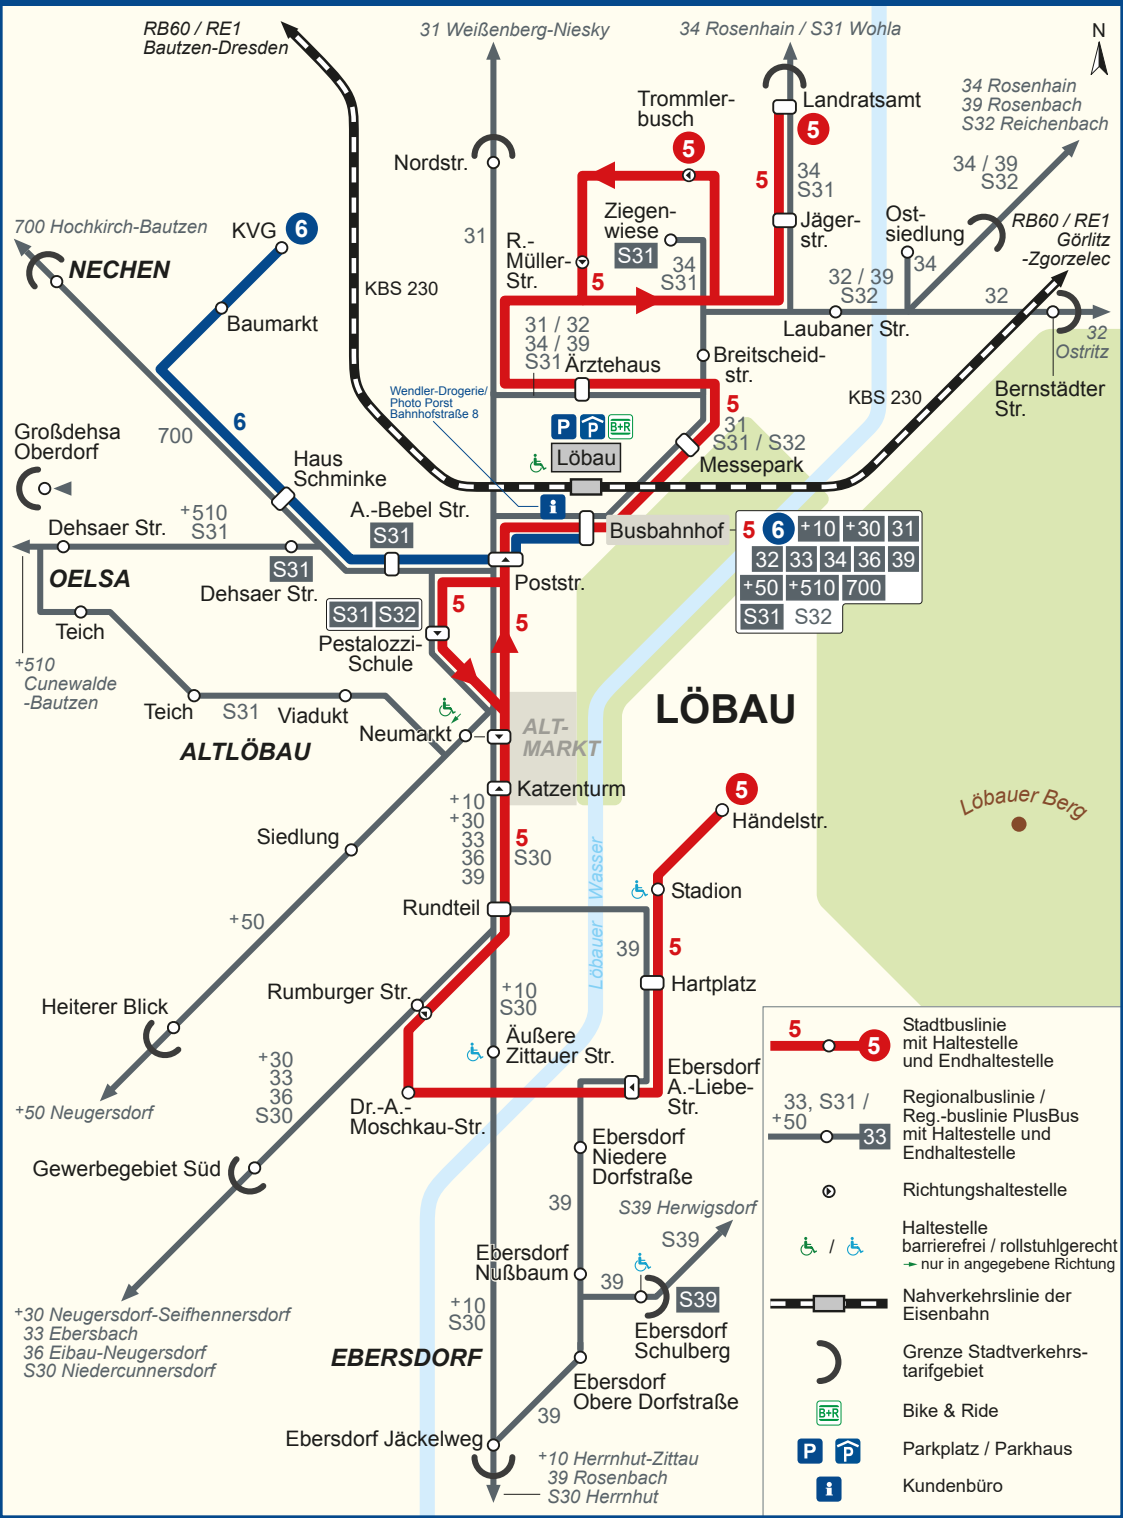 RB60 / RE1
Bautzen-Dresden
31 Weißenberg-Niesky
34 Rosenhain / S31 Wohla
N
34 Rosenhain
39 Rosenbach
S32 Reichenbach
Trommler-
busch
5
Landratsamt
5
Nordstr.
34 / 39
S32
5
34
S31
700 Hochkirch-Bautzen
KVG
6
31
R.-
Müller-
Str.
Ziegen-
wiese
S31
Jäger-
str.
Ost-
siedlung
RB60 / RE1
Görlitz
-Zgorzelec
NECHEN
34
S31
5
34
32 / 39
S32
32
KBS 230
Baumarkt
Laubaner Str.
31 / 32
34 / 39
S31
Ärztehaus
Breitscheid-
str.
32
Ostritz
Bernstädter
Str.
KBS 230
Wendler-Drogerie/
Photo Porst
Bahnhofstraße 8
6
700
5
31
S31 / S32
P
P
B+R
Löbau
Messepark
Großdehsa
Oberdorf
Haus
Schminke
i
A.-Bebel Str.
S31
Dehsaer Str.
+510
S31
Busbahnhof
5 6 +10 +30 31
32 33 34 36 39
+50 +510 700
S31 S32
OELSA
S31
Dehsaer Str.
Poststr.
S31 S32
5
5
Teich
Pestalozzi-
Schule
+510
Cunewalde
-Bautzen
Teich
S31
Viadukt
Neumarkt
ALT-
MARKT
LÖBAU
ALTLÖBAU
Katzenturm
5
Händelstr.
Löbauer Berg
+10
+30
33
36
39
5
S30
Siedlung
Löbauer Wasser
Stadion
Rundteil
+50
39
5
Hartplatz
Rumburger Str.
+10
S30
Heiterer Blick
Äußere
Zittauer Str.
+30
33
36
S30
Ebersdorf
A.-Liebe-
Str.
+50 Neugersdorf
Dr.-A.-
Moschkau-Str.
Ebersdorf
Niedere
Dorfstraße
Gewerbegebiet Süd
39
S39 Herwigsdorf
S39
Ebersdorf
Nußbaum
39
S39
+10
S30
Ebersdorf
Schulberg
+30 Neugersdorf-Seifhennersdorf
33 Ebersbach
36 Eibau-Neugersdorf
S30 Niedercunnersdorf
EBERSDORF
Ebersdorf
Obere Dorfstraße
39
Ebersdorf Jäckelweg
+10 Herrnhut-Zittau
39 Rosenbach
S30 Herrnhut
5
5
Stadtbuslinie
mit Haltestelle
und Endhaltestelle
33, S31 /
+50
33
Regionalbuslinie /
Reg.-buslinie PlusBus
mit Haltestelle und
Endhaltestelle
Richtungshaltestelle
/
Haltestelle
barrierefrei / rollstuhlgerecht
nur in angegebene Richtung
Nahverkehrslinie der
Eisenbahn
Grenze Stadtverkehrs-
tarifgebiet
B+R
Bike & Ride
P
P
Parkplatz / Parkhaus
i
Kundenbüro